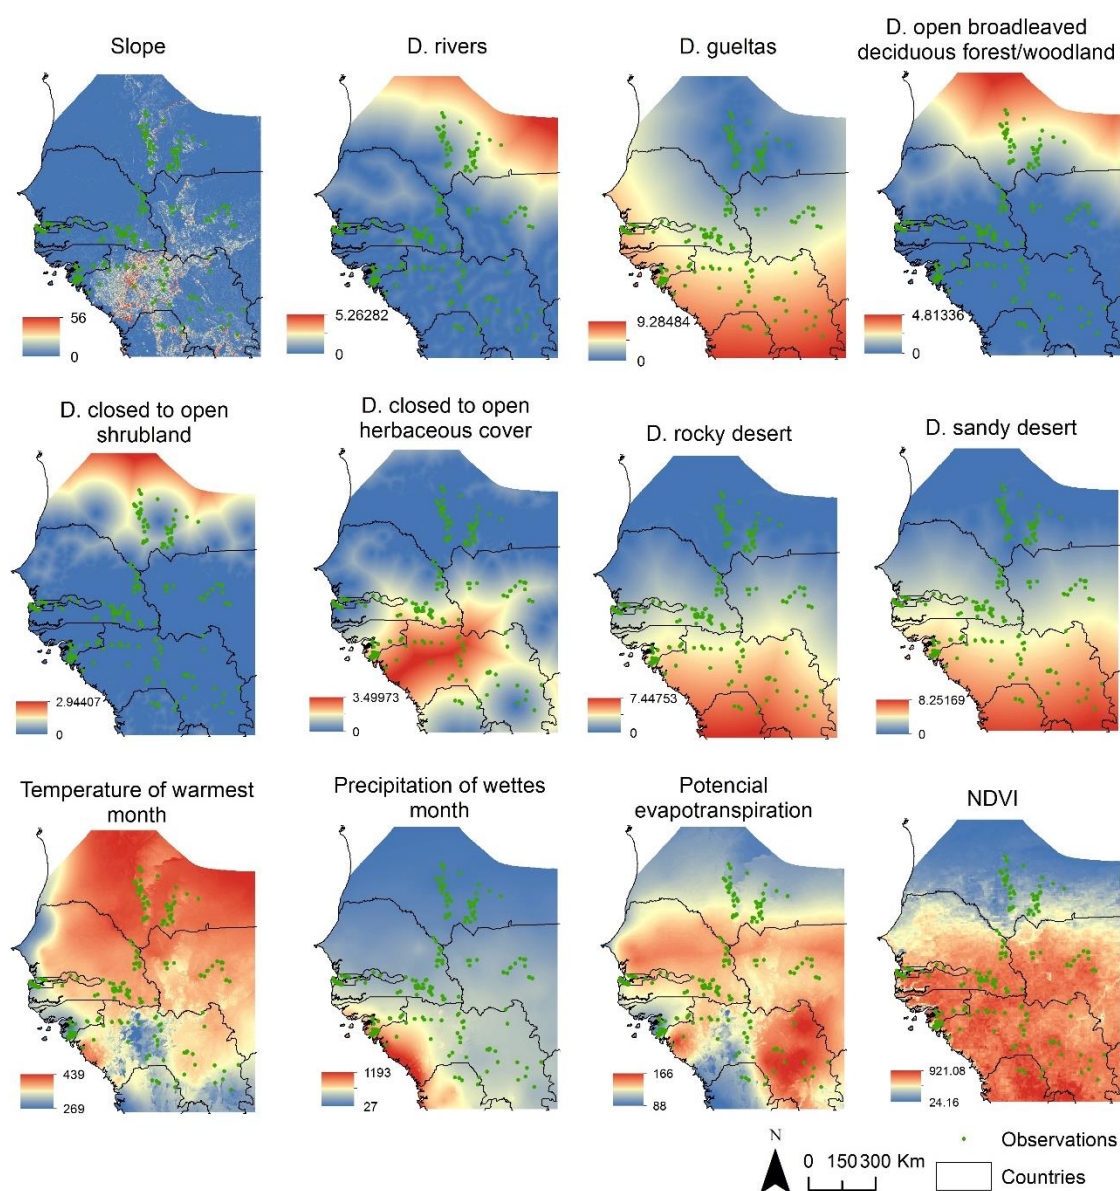 Slope
D. rivers
D. gueltas
D. open broadleaved
deciduous forest/woodland
56
0
5.26282
0
9.28484
0
4.81336
0
D. closed to open
shrubland
D. closed to open
herbaceous cover
D. rocky desert
D. sandy desert
2.94407
0
3.49973
0
7.44753
0
8.25169
0
Temperature of warmest
month
Precipitation of wettes
month
Potencial
evapotranspiration
NDVI
439
269
1193
27
166
88
921.08
24.16
N
0 150300 Km
Observations
Countries